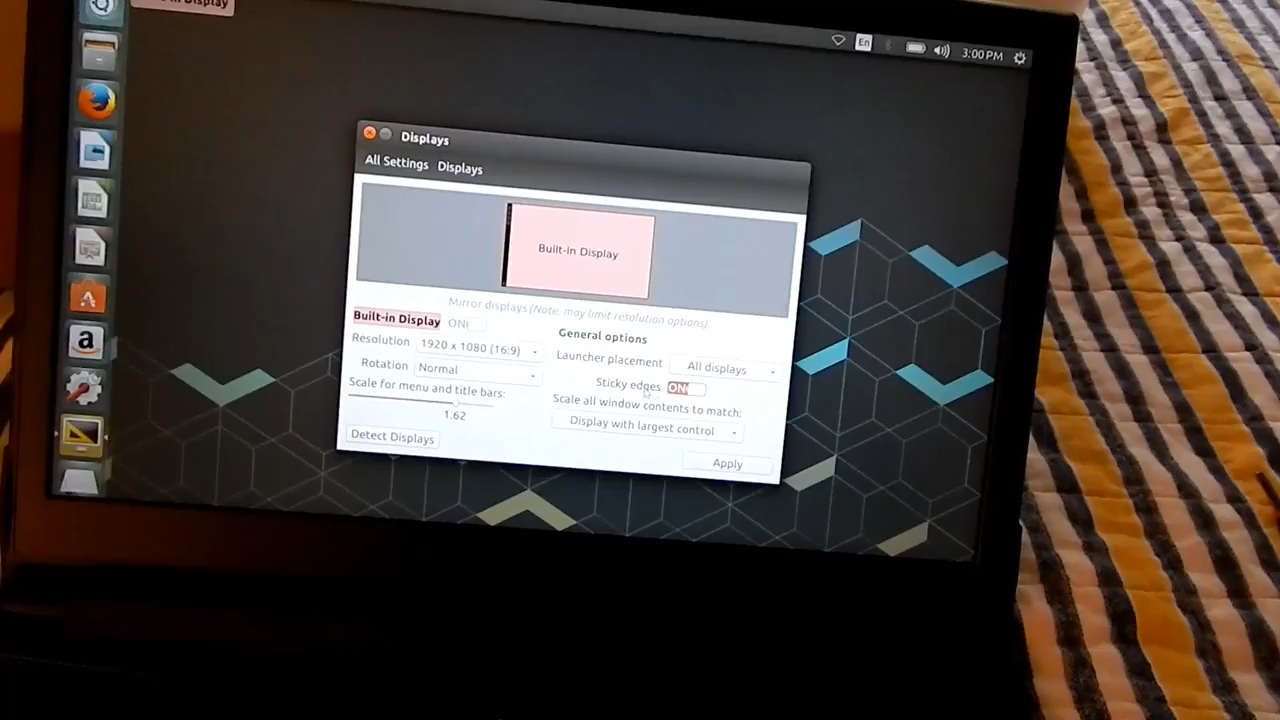 Display
En
3:00 PM
Displays
All Settings Displays
Built-in Display
Mirror displays (Note: may limit resolution options)
Built-in Display ON
Resolution 1920 x 1080 (16:9)
Rotation Normal
Scale for menu and title bars:
1.62
Detect Displays
General options
Launcher placement All displays
Sticky edges ON
Scale all window contents to match:
Display with largest control
Apply